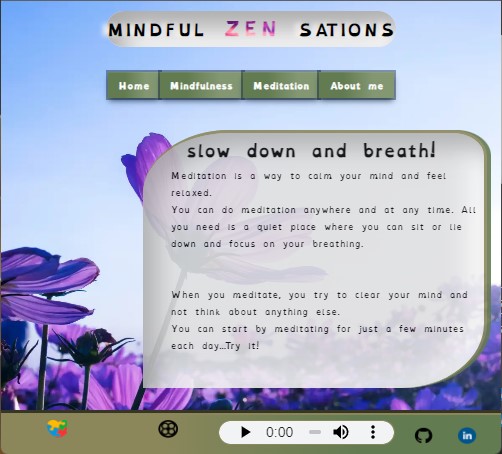 MINDFUL ZEN SATIONS
Home Mindfulness Meditation About me
slow down and breath!
Meditation is a way to calm your mind and feel
relaxed.
You can do meditation anywhere and at any time. All
you need is a quiet place where you can sit or lie
down and focus on your breathing.
When you meditate, you try to clear your mind and
not think about anything else.
You can start by meditating for just a few minutes
each day...Try it!
0:00
in